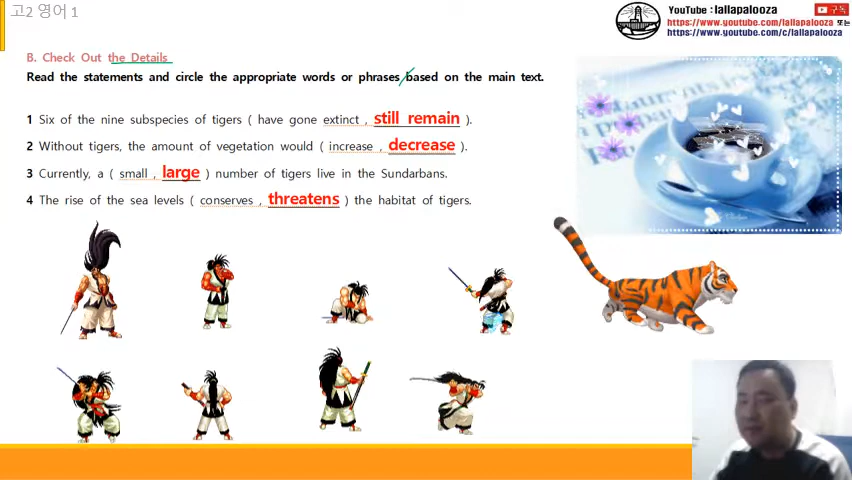 고2 영어 1
YouTube : lallapalooza
구독
https://www.youtube.com/lallapalooza 또는
https://www.youtube.com/c/lallapalooza
B. Check Out the Details
Read the statements and circle the appropriate words or phrases based on the main text.
1 Six of the nine subspecies of tigers ( have gone extinct , still remain ).
2 Without tigers, the amount of vegetation would ( increase , decrease ).
3 Currently, a ( small , large ) number of tigers live in the Sundarbans.
4 The rise of the sea levels ( conserves , threatens ) the habitat of tigers.